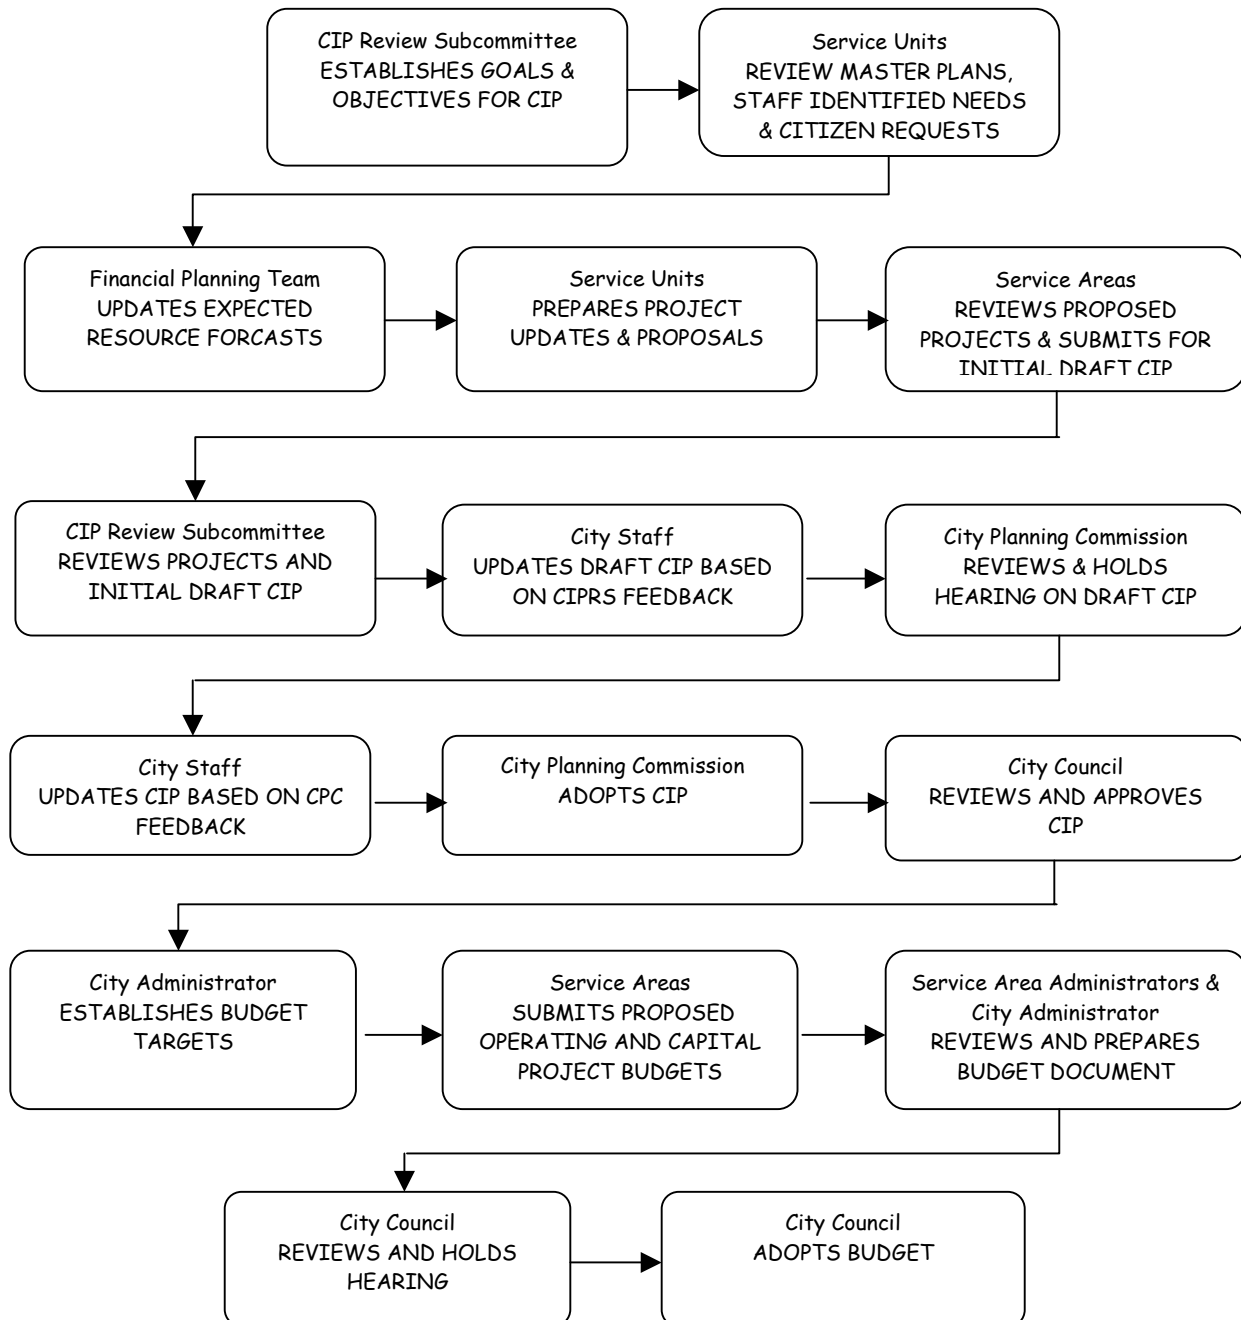 CIP Review Subcommittee
ESTABLISHES GOALS &
OBJECTIVES FOR CIP
Service Units
REVIEW MASTER PLANS,
STAFF IDENTIFIED NEEDS
& CITIZEN REQUESTS
Financial Planning Team
UPDATES EXPECTED
RESOURCE FORCASTS
Service Units
PREPARES PROJECT
UPDATES & PROPOSALS
Service Areas
REVIEWS PROPOSED
PROJECTS & SUBMITS FOR
INITIAL DRAFT CIP
CIP Review Subcommittee
REVIEWS PROJECTS AND
INITIAL DRAFT CIP
City Staff
UPDATES DRAFT CIP BASED
ON CIPRS FEEDBACK
City Planning Commission
REVIEWS & HOLDS
HEARING ON DRAFT CIP
City Staff
UPDATES CIP BASED ON CPC
FEEDBACK
City Planning Commission
ADOPTS CIP
City Council
REVIEWS AND APPROVES
CIP
City Administrator
ESTABLISHES BUDGET
TARGETS
Service Areas
SUBMITS PROPOSED
OPERATING AND CAPITAL
PROJECT BUDGETS
Service Area Administrators &
City Administrator
REVIEWS AND PREPARES
BUDGET DOCUMENT
City Council
REVIEWS AND HOLDS
HEARING
City Council
ADOPTS BUDGET